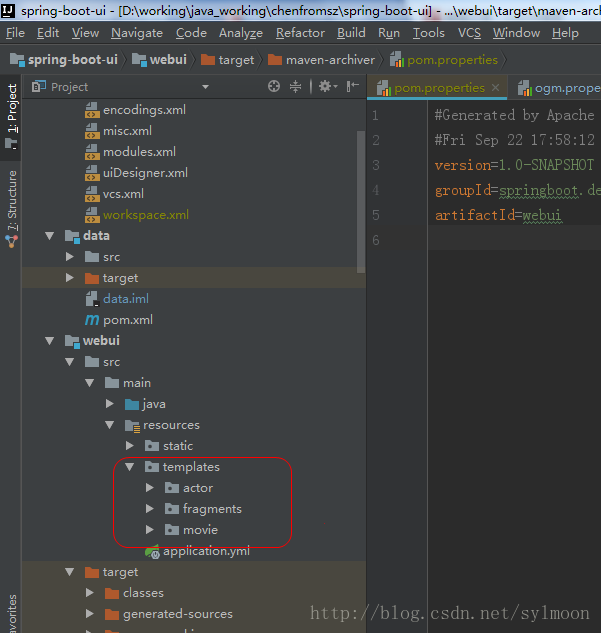 spring-boot-ui - [D:\working\java_working\chenfromsz\spring-boot-ui] - ...\webui\target\maven-arc
File Edit View Navigate Code Analyze Refactor Build Run Tools VCS Window Help
spring-boot-ui webui target maven-archiver pom.properties
1: Project
7: Structure
avorites
Project
encodings.xml
misc.xml
modules.xml
uiDesigner.xml
vcs.xml
workspace.xml
data
src
target
data.iml
pom.xml
webui
src
main
java
resources
static
templates
actor
fragments
movie
application.yml
target
classes
generated-sources
pom.properties ogm.prope
1 #Generated by Apache
2 #Fri Sep 22 17:58:12
3 version=1.0-SNAPSHOT
4 groupId=springboot.de
5 artifactId=webui
6
http://blog.csdn.net/sylmoon